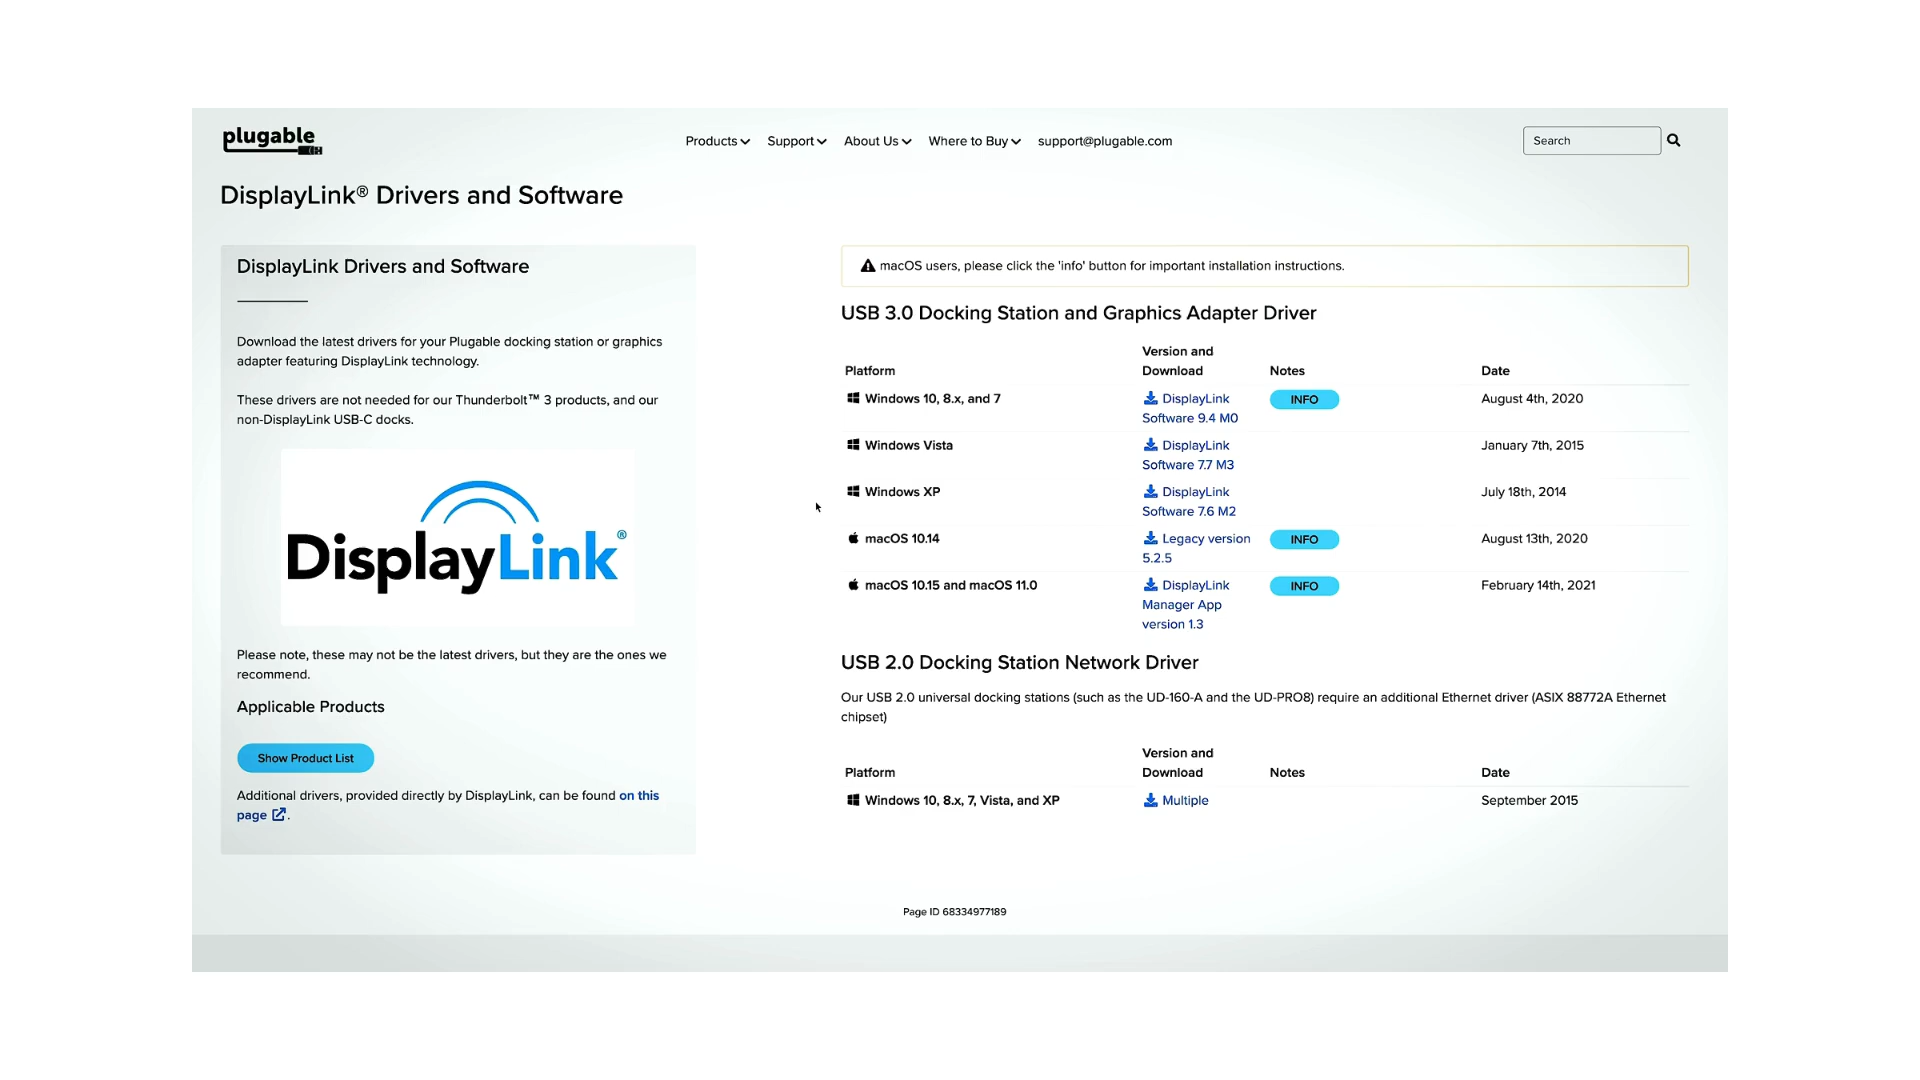 plugable
Products Support About Us Where to Buy support@plugable.com
Search
DisplayLink® Drivers and Software
DisplayLink Drivers and Software
Download the latest drivers for your Plugable docking station or graphics
adapter featuring DisplayLink technology.
These drivers are not needed for our Thunderbolt™ 3 products, and our
non-DisplayLink USB-C docks.
DisplayLink®
Please note, these may not be the latest drivers, but they are the ones we
recommend.
Applicable Products
Show Product List
Additional drivers, provided directly by DisplayLink, can be found on this
page .
macOS users, please click the 'info' button for important installation instructions.
USB 3.0 Docking Station and Graphics Adapter Driver
Version and
Platform Download Notes Date
Windows 10, 8.x, and 7 DisplayLink INFO August 4th, 2020
Software 9.4 M0
Windows Vista DisplayLink January 7th, 2015
Software 7.7 M3
Windows XP DisplayLink July 18th, 2014
Software 7.6 M2
macOS 10.14 Legacy version INFO August 13th, 2020
5.2.5
macOS 10.15 and macOS 11.0 DisplayLink INFO February 14th, 2021
Manager App
version 1.3
USB 2.0 Docking Station Network Driver
Our USB 2.0 universal docking stations (such as the UD-160-A and the UD-PRO8) require an additional Ethernet driver (ASIX 88772A Ethernet
chipset)
Version and
Platform Download Notes Date
Windows 10, 8.x, 7, Vista, and XP Multiple September 2015
Page ID 68334977189